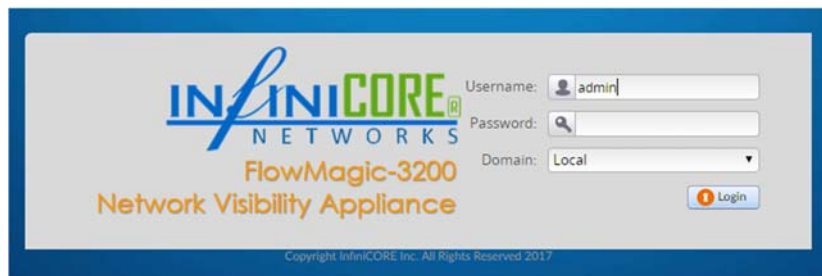 INFINICORE®
NETWORKS
FlowMagic-3200
Network Visibility Appliance
Username: admin
Password:
Domain: Local
Login
Copyright InfiniCORE Inc. All Rights Reserved 2017